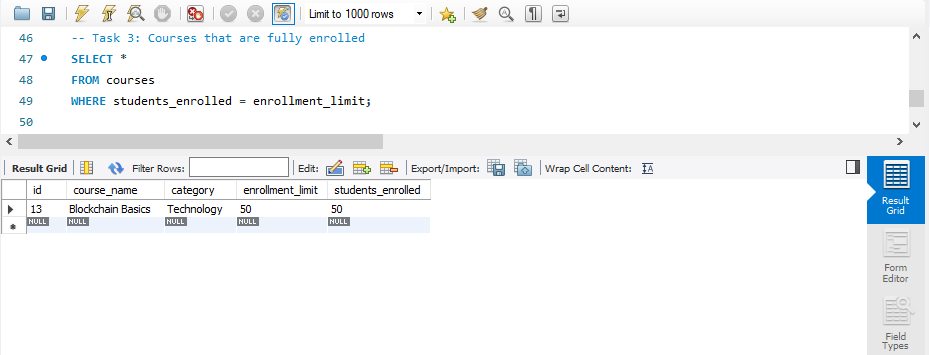 Limit to 1000 rows
46 -- Task 3: Courses that are fully enrolled
47 SELECT *
48 FROM courses
49 WHERE students_enrolled = enrollment_limit;
50
Result Grid Filter Rows: Edit: Export/Import: Wrap Cell Content: IA
id course_name category enrollment_limit students_enrolled
13 Blockchain Basics Technology 50 50
NULL NULL NULL NULL NULL
Result
Grid
Form
Editor
Field
Types